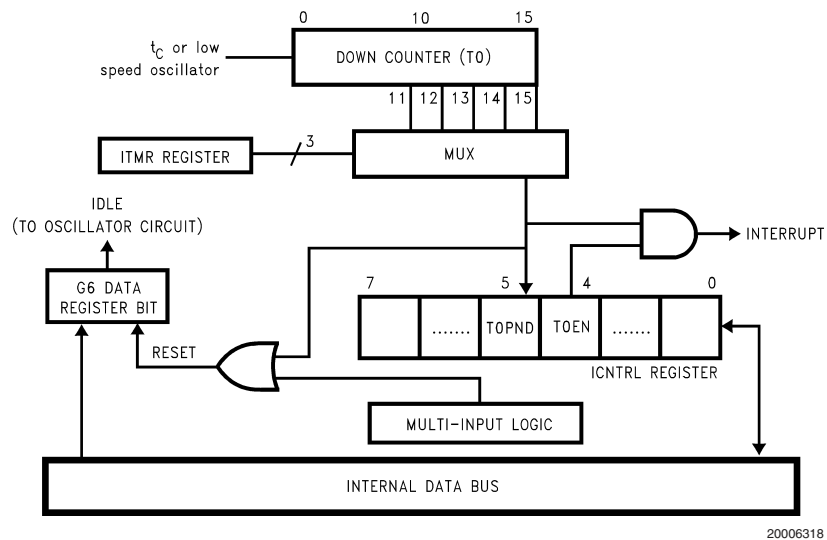 0 10 15
t_C or low
speed oscillator
DOWN COUNTER (T0)
11 12 13 14 15
ITMR REGISTER
3
MUX
IDLE
(TO OSCILLATOR CIRCUIT)
INTERRUPT
G6 DATA
REGISTER BIT
7 5 4 0
....... T0PND T0EN .......
RESET
ICNTRL REGISTER
MULTI-INPUT LOGIC
INTERNAL DATA BUS
20006318